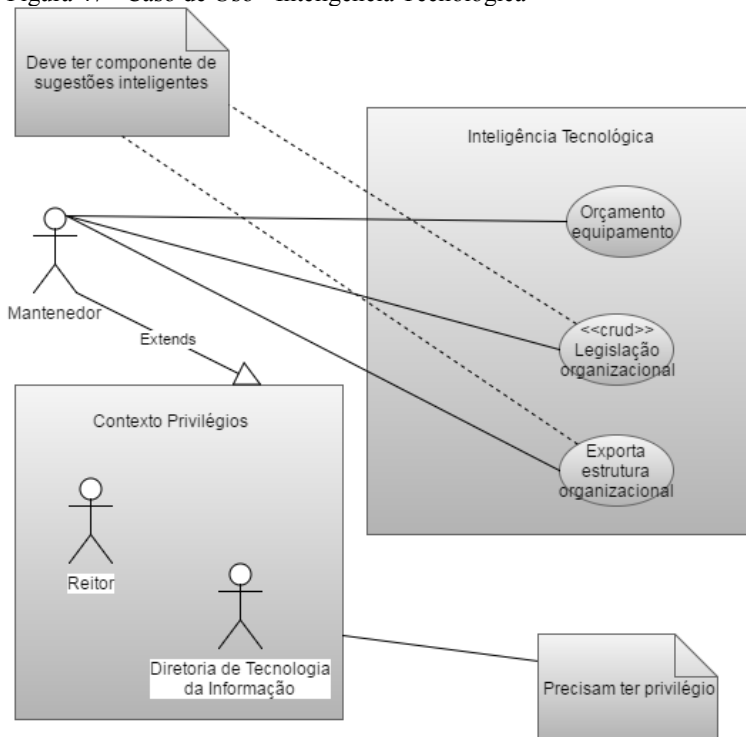 Figura 47 - Caso de Uso - Inteligência Tecnológica
Deve ter componente de
sugestões inteligentes
Inteligência Tecnológica
Orçamento
equipamento
Mantenedor
<<crud>>
Legislação
organizacional
Extends
Contexto Privilégios
Exporta
estrutura
organizacional
Reitor
Diretoria de Tecnologia
da Informação
Precisam ter privilégio